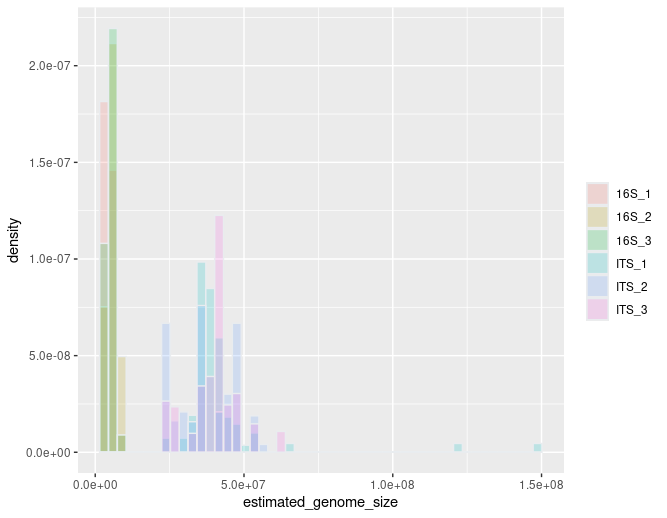 2.0e-07
1.5e-07
1.0e-07
5.0e-08
0.0e+00
density
0.0e+00 5.0e+07 1.0e+08 1.5e+08
estimated_genome_size
16S_1
16S_2
16S_3
ITS_1
ITS_2
ITS_3